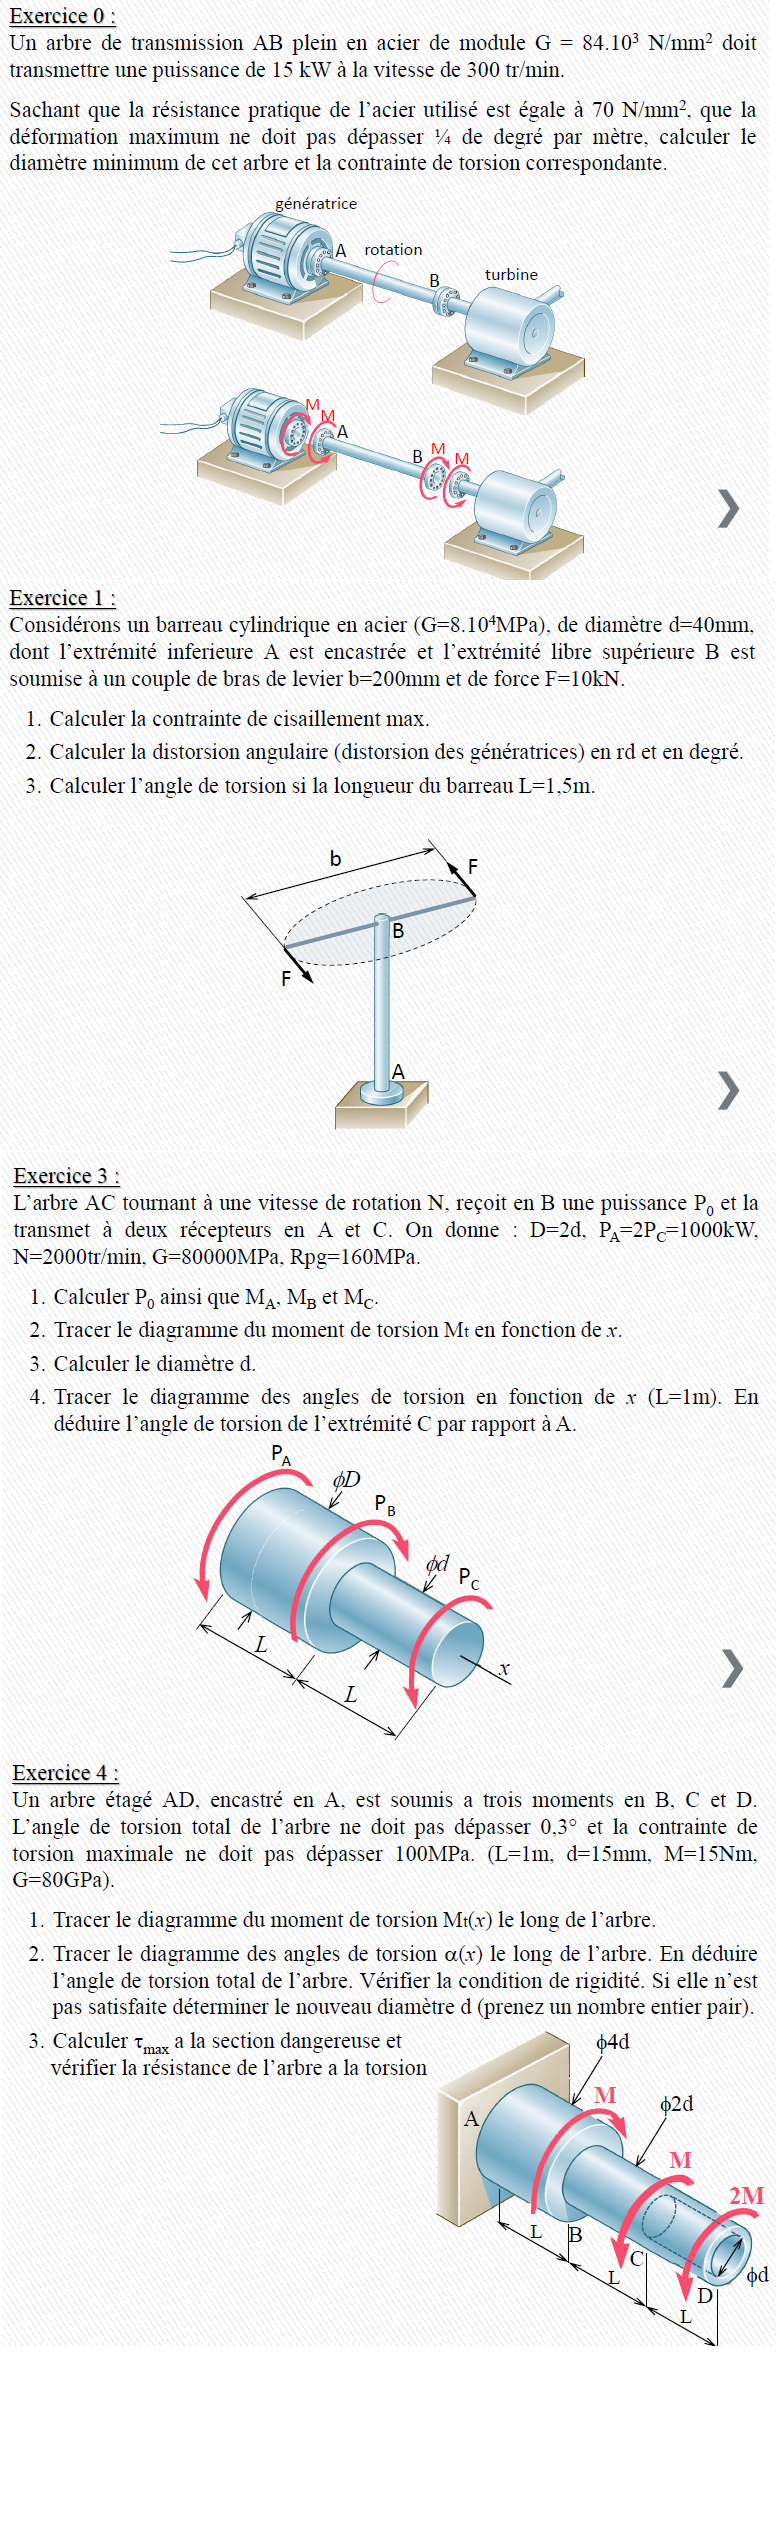 Exercice 0 :
Un arbre de transmission AB plein en acier de module G = 84.10³ N/mm² doit
transmettre une puissance de 15 kW à la vitesse de 300 tr/min.
Sachant que la résistance pratique de l’acier utilisé est égale à 70 N/mm², que la
déformation maximum ne doit pas dépasser ¼ de degré par mètre, calculer le
diamètre minimum de cet arbre et la contrainte de torsion correspondante.
génératrice
A rotation
B
turbine
M
M
A
B M M
Exercice 1 :
Considérons un barreau cylindrique en acier (G=8.10⁴MPa), de diamètre d=40mm,
dont l’extrémité inferieure A est encastrée et l’extrémité libre supérieure B est
soumise à un couple de bras de levier b=200mm et de force F=10kN.
1. Calculer la contrainte de cisaillement max.
2. Calculer la distorsion angulaire (distorsion des génératrices) en rd et en degré.
3. Calculer l’angle de torsion si la longueur du barreau L=1,5m.
b
F
B
F
A
Exercice 3 :
L’arbre AC tournant à une vitesse de rotation N, reçoit en B une puissance P₀ et la
transmet à deux récepteurs en A et C. On donne : D=2d, P_A=2P_C=1000kW,
N=2000tr/min, G=80000MPa, Rpg=160MPa.
1. Calculer P₀ ainsi que M_A, M_B et M_C.
2. Tracer le diagramme du moment de torsion Mt en fonction de x.
3. Calculer le diamètre d.
4. Tracer le diagramme des angles de torsion en fonction de x (L=1m). En
déduire l’angle de torsion de l’extrémité C par rapport à A.
P_A
ϕD
P_B
ϕd
P_C
L
x
L
Exercice 4 :
Un arbre étagé AD, encastré en A, est soumis a trois moments en B, C et D.
L’angle de torsion total de l’arbre ne doit pas dépasser 0,3° et la contrainte de
torsion maximale ne doit pas dépasser 100MPa. (L=1m, d=15mm, M=15Nm,
G=80GPa).
1. Tracer le diagramme du moment de torsion Mt(x) le long de l’arbre.
2. Tracer le diagramme des angles de torsion α(x) le long de l’arbre. En déduire
l’angle de torsion total de l’arbre. Vérifier la condition de rigidité. Si elle n’est
pas satisfaite déterminer le nouveau diamètre d (prenez un nombre entier pair).
3. Calculer τ_max a la section dangereuse et
vérifier la résistance de l’arbre a la torsion
ϕ4d
M
ϕ2d
A
M
2M
L
B
C
L
ϕd
D
L